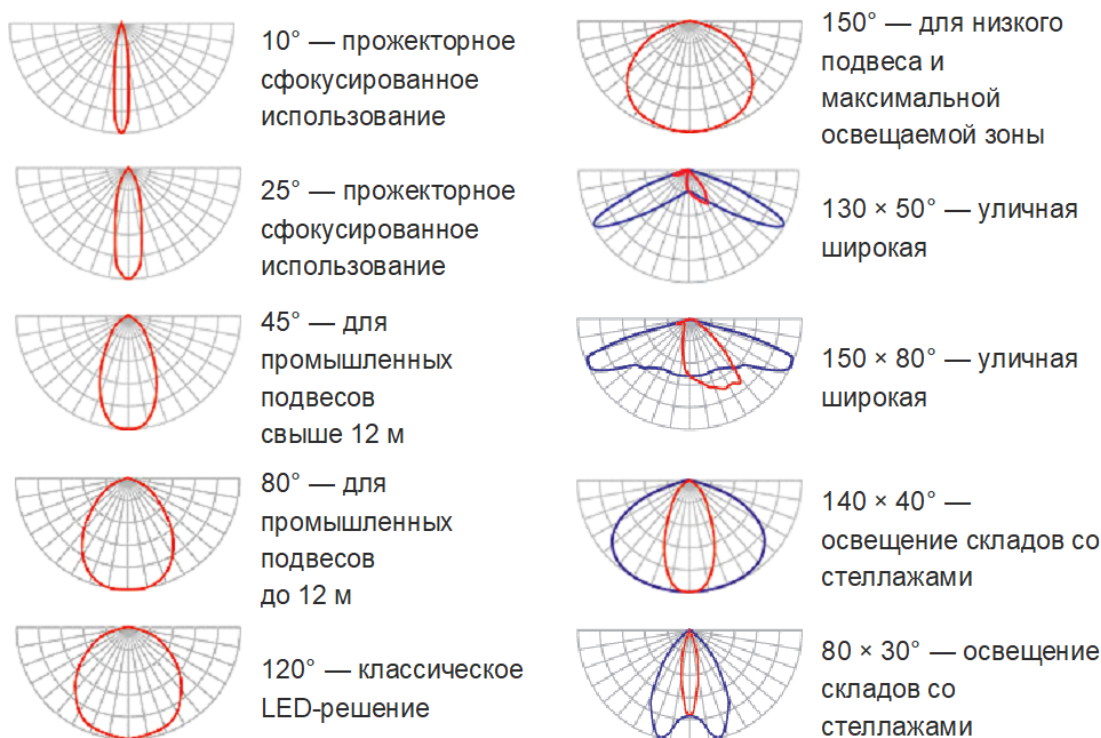 10° — прожекторное
сфокусированное
использование
25° — прожекторное
сфокусированное
использование
45° — для
промышленных
подвесов
свыше 12 м
80° — для
промышленных
подвесов
до 12 м
120° — классическое
LED-решение
150° — для низкого
подвеса и
максимальной
освещаемой зоны
130 × 50° — уличная
широкая
150 × 80° — уличная
широкая
140 × 40° —
освещение складов со
стеллажами
80 × 30° — освещение
складов со
стеллажами